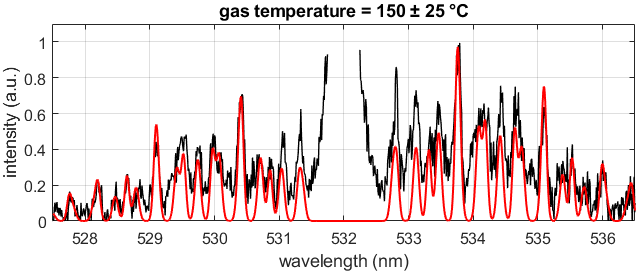 gas temperature = 150 ± 25 °C
intensity (a.u.)
1
0.8
0.6
0.4
0.2
0
528 529 530 531 532 533 534 535 536
wavelength (nm)